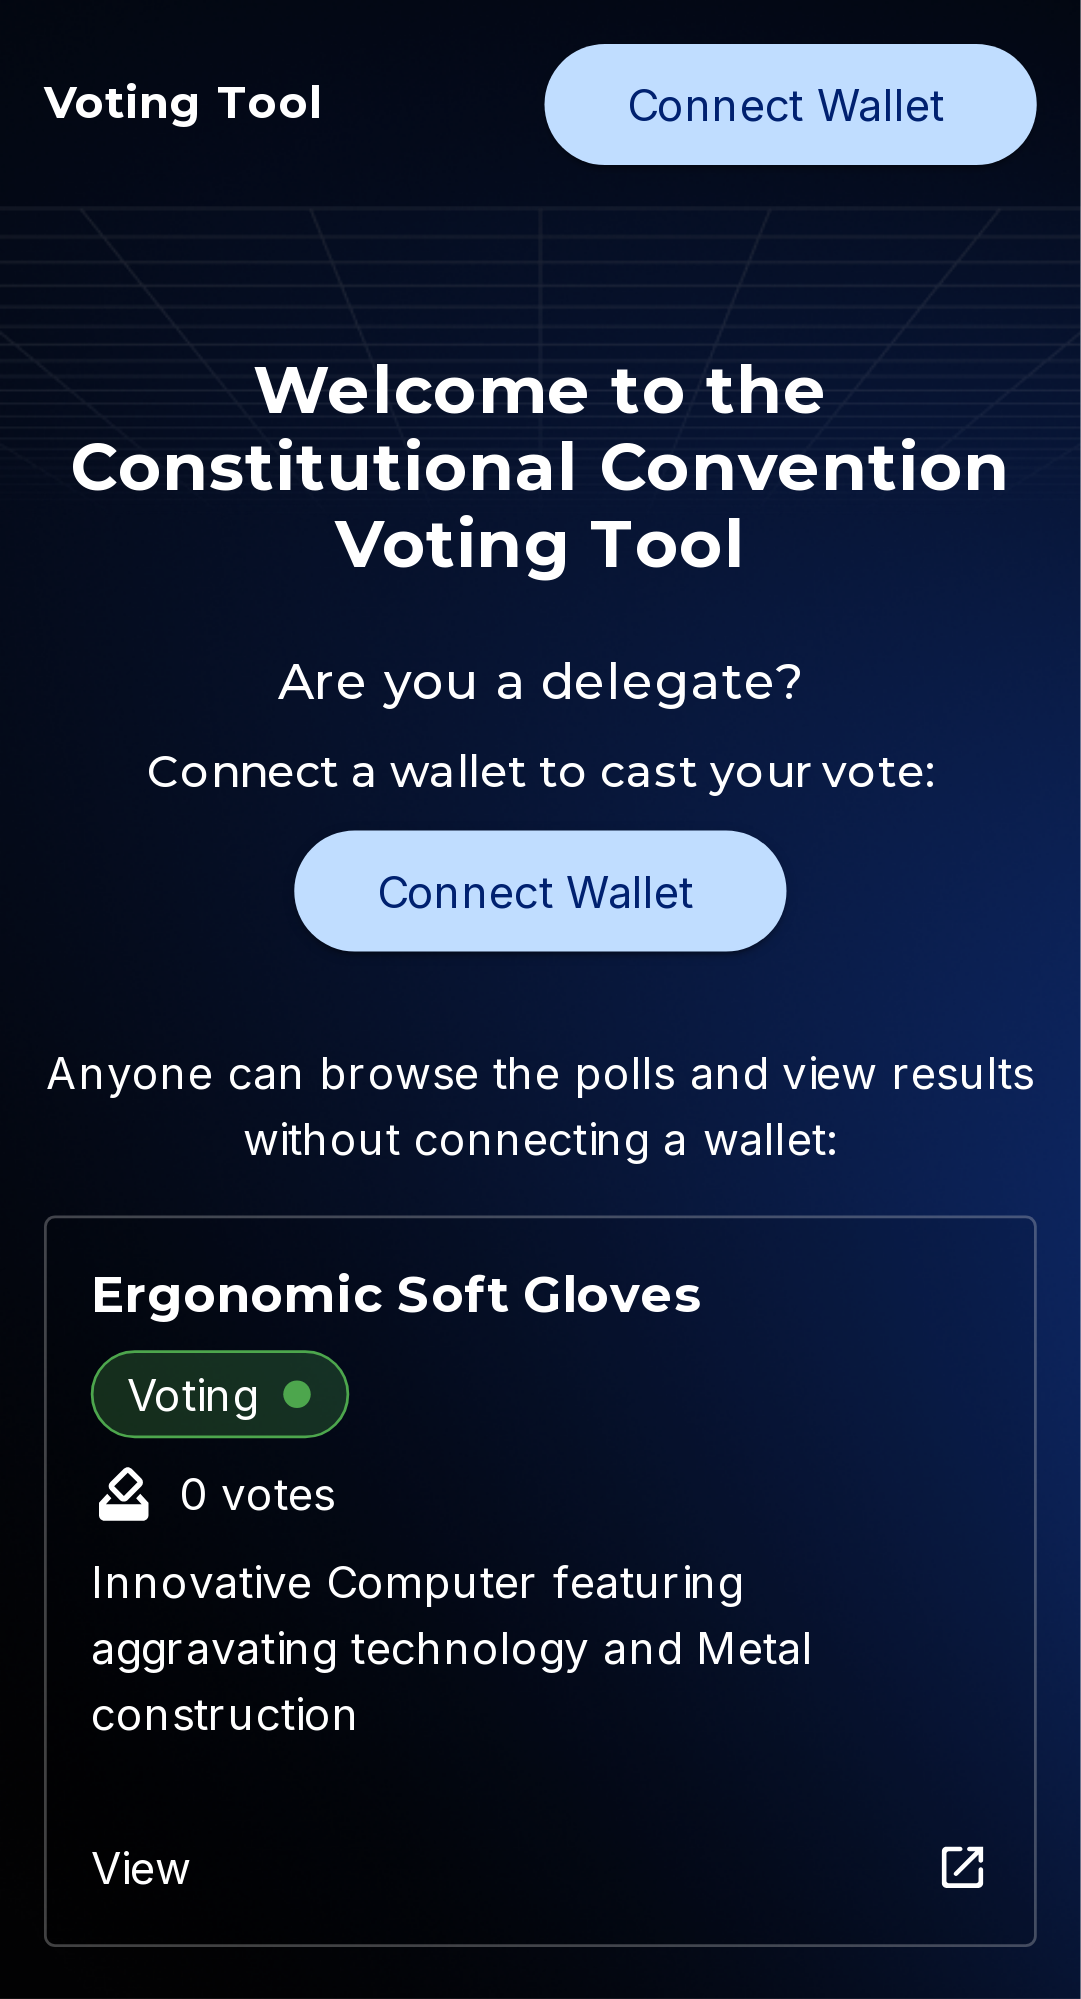 Voting Tool
Connect Wallet
Welcome to the
Constitutional Convention
Voting Tool
Are you a delegate?
Connect a wallet to cast your vote:
Connect Wallet
Anyone can browse the polls and view results
without connecting a wallet:
Ergonomic Soft Gloves
Voting
0 votes
Innovative Computer featuring
aggravating technology and Metal
construction
View